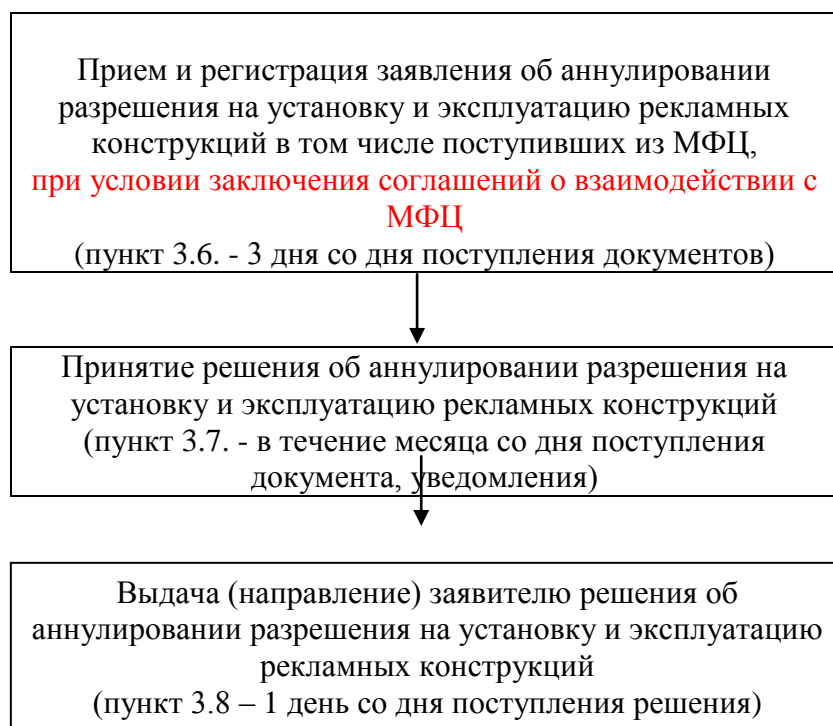 Прием и регистрация заявления об аннулировании
разрешения на установку и эксплуатацию рекламных
конструкций в том числе поступивших из МФЦ,
при условии заключения соглашений о взаимодействии с
МФЦ
(пункт 3.6. - 3 дня со дня поступления документов)
Принятие решения об аннулировании разрешения на
установку и эксплуатацию рекламных конструкций
(пункт 3.7. - в течение месяца со дня поступления
документа, уведомления)
Выдача (направление) заявителю решения об
аннулировании разрешения на установку и эксплуатацию
рекламных конструкций
(пункт 3.8 – 1 день со дня поступления решения)